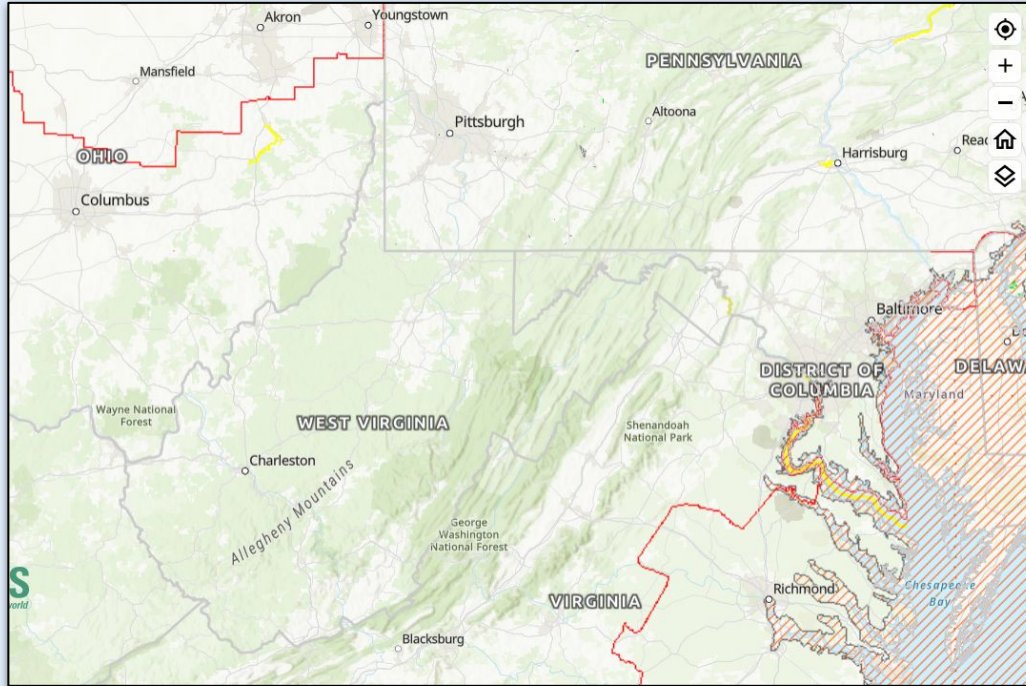 Akron
Youngstown
Mansfield
PENNSYLVANIA
Altoona
Pittsburgh
OHIO
Harrisburg
Columbus
Baltimore
DISTRICT OF
COLUMBIA
Maryland
Wayne National
Forest
WEST VIRGINIA
Shenandoah
National Park
Charleston
Allegheny Mountains
George
Washington
National Forest
S
world
Chesapeake
Bay
Richmond
VIRGINIA
Blacksburg